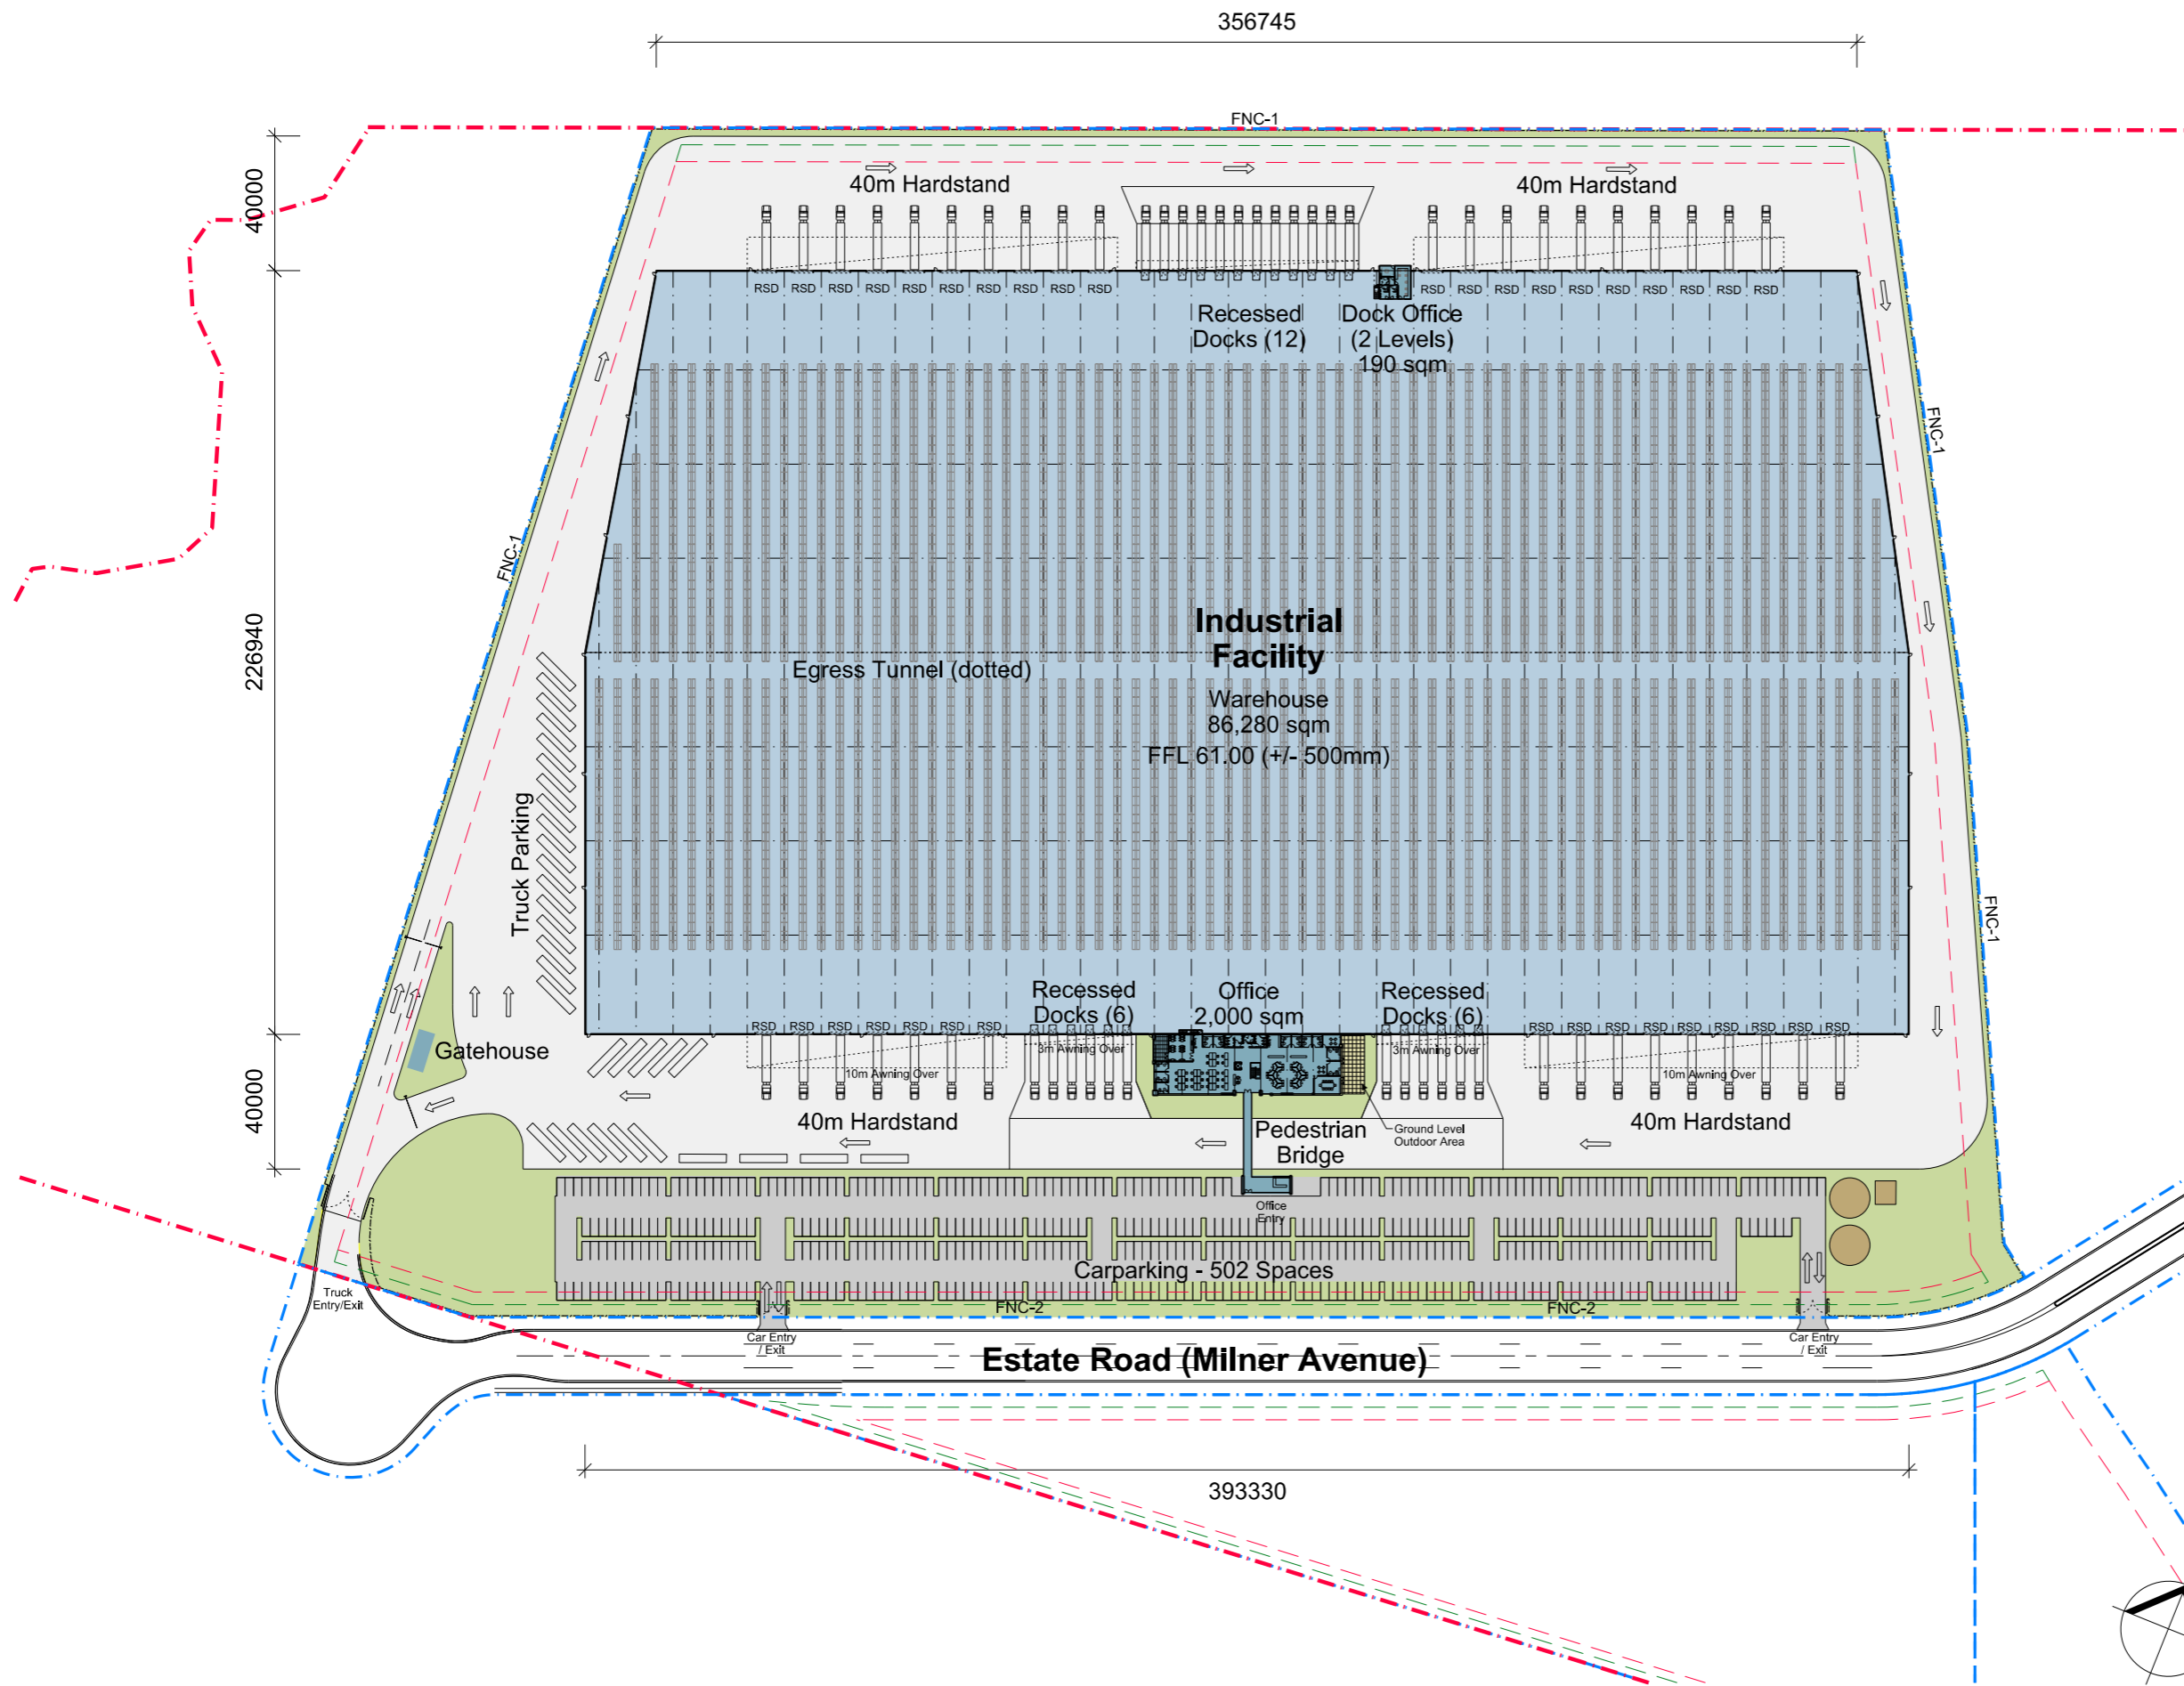 356745
FNC-1
40000
40m Hardstand
40m Hardstand
RSD RSD RSD RSD RSD RSD RSD RSD RSD RSD
RSD RSD RSD RSD RSD RSD RSD RSD RSD RSD
Recessed
Docks (12)
Dock Office
(2 Levels)
190 sqm
FNC-1
FNC-1
226940
Industrial
Facility
Egress Tunnel (dotted)
Warehouse
86,280 sqm
FFL 61.00 (+/- 500mm)
Truck Parking
FNC-1
Recessed
Docks (6)
Office
2,000 sqm
Recessed
Docks (6)
RSD RSD RSD RSD RSD RSD RSD
RSD RSD RSD RSD RSD RSD RSD RSD RSD
Gatehouse
3m Awning Over
3m Awning Over
10m Awning Over
10m Awning Over
40000
40m Hardstand
Pedestrian
Bridge
Ground Level
Outdoor Area
40m Hardstand
Office
Entry
Carparking - 502 Spaces
Truck
Entry/Exit
FNC-2
FNC-2
Car Entry
/ Exit
Car Entry
/ Exit
Estate Road (Milner Avenue)
393330